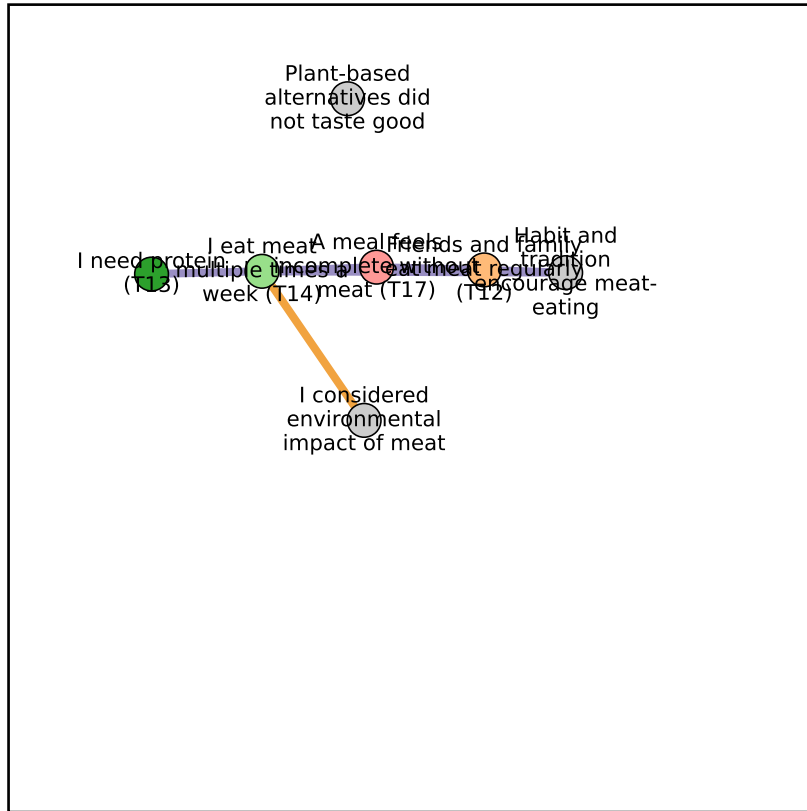 Plant-based
alternatives did
not taste good
I need protein
(T13)
I eat meat
multiple times a
week (T14)
A meal feels
incomplete without
meat (T17)
Friends and family
eat meat regularly
(T12)
Habit and
tradition
encourage meat-
eating
I considered
environmental
impact of meat